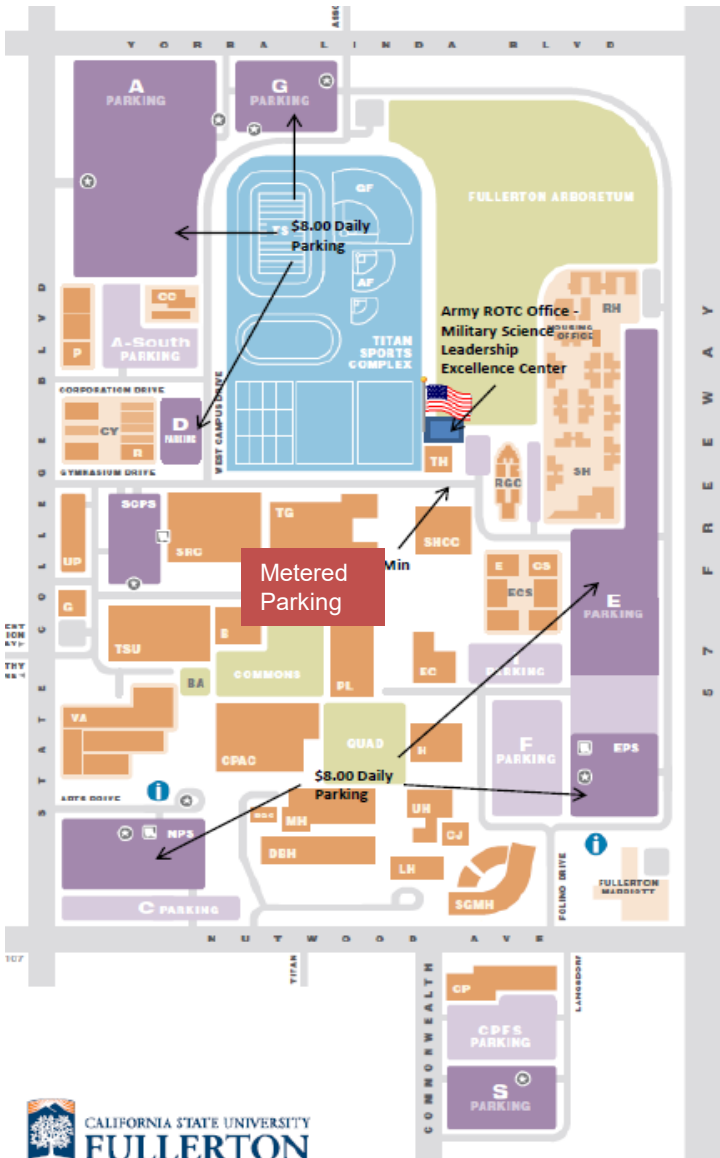 YORBA LINDA BLVD
A
PARKING
G
PARKING
GF
FULLERTON ARBORETUM
$8.00 Daily
Parking
AF
CC
A-South
PARKING
P
TITAN
SPORTS
COMPLEX
Army ROTC Office -
Military Science
Leadership
Excellence Center
RH
HOUSING
OFFICE
CORPORATION DRIVE
CY
D
PARKING
WEST CAMPUS DRIVE
GYMNASIUM DRIVE
TH
RGC
SH
STATE COLLEGE BLVD
57 FREEWAY
SCPS
SRC
TG
SHCC
UP
Metered
Parking
Min
E
CS
ECS
E
PARKING
G
TSU
B
COMMONS
PL
EC
PARKING
BA
VA
CPAC
QUAD
H
F
PARKING
EPS
$8.00 Daily
Parking
ARTS DRIVE
NPS
MH
UH
CJ
DBH
LH
SGMH
FOLINO DRIVE
FULLERTON
MARRIOTT
C PARKING
NUTWOOD AVE
TITAN
COMMONWEALTH
LANGSDORF
CP
CPFS
PARKING
S
PARKING
CALIFORNIA STATE UNIVERSITY
FULLERTON